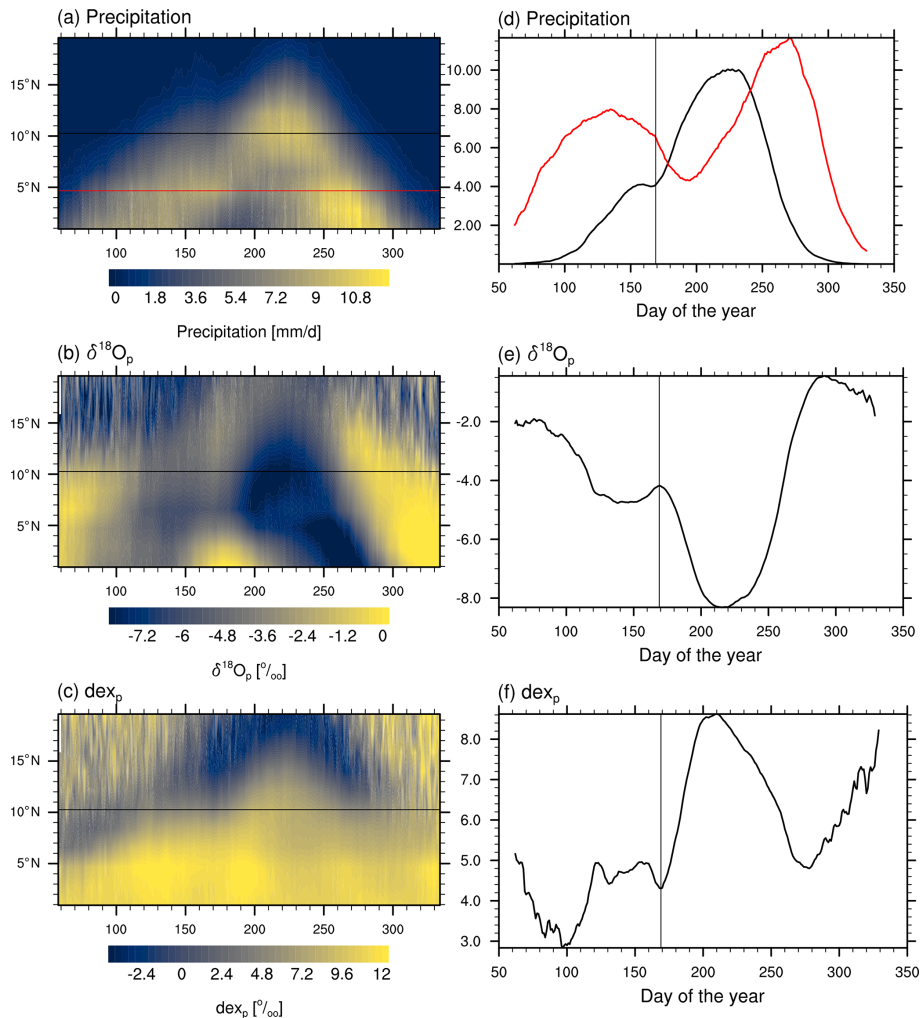 (a) Precipitation
15°N
10°N
5°N
100 150 200 250 300
0 1.8 3.6 5.4 7.2 9 10.8
Precipitation [mm/d]
(b) δ¹⁸Oₚ
15°N
10°N
5°N
100 150 200 250 300
-7.2 -6 -4.8 -3.6 -2.4 -1.2 0
δ¹⁸Oₚ [⁰/₀₀]
(c) dexₚ
15°N
10°N
5°N
100 150 200 250 300
-2.4 0 2.4 4.8 7.2 9.6 12
dexₚ [⁰/₀₀]
(d) Precipitation
10.00
8.00
6.00
4.00
2.00
50 100 150 200 250 300 350
Day of the year
(e) δ¹⁸Oₚ
-2.0
-4.0
-6.0
-8.0
50 100 150 200 250 300 350
Day of the year
(f) dexₚ
8.0
7.0
6.0
5.0
4.0
3.0
50 100 150 200 250 300 350
Day of the year